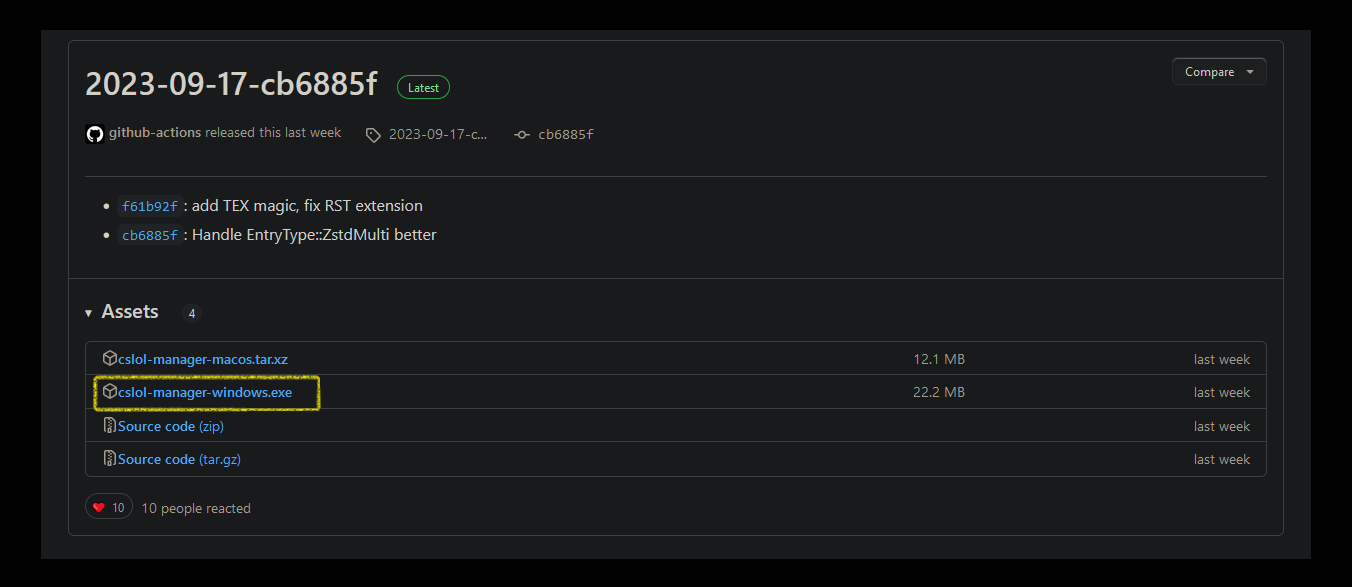 2023-09-17-cb6885f Latest Compare
github-actions released this last week 2023-09-17-c... cb6885f
f61b92f : add TEX magic, fix RST extension
cb6885f : Handle EntryType::ZstdMulti better
Assets 4
cslol-manager-macos.tar.xz 12.1 MB last week
cslol-manager-windows.exe 22.2 MB last week
Source code (zip) last week
Source code (tar.gz) last week
10 10 people reacted